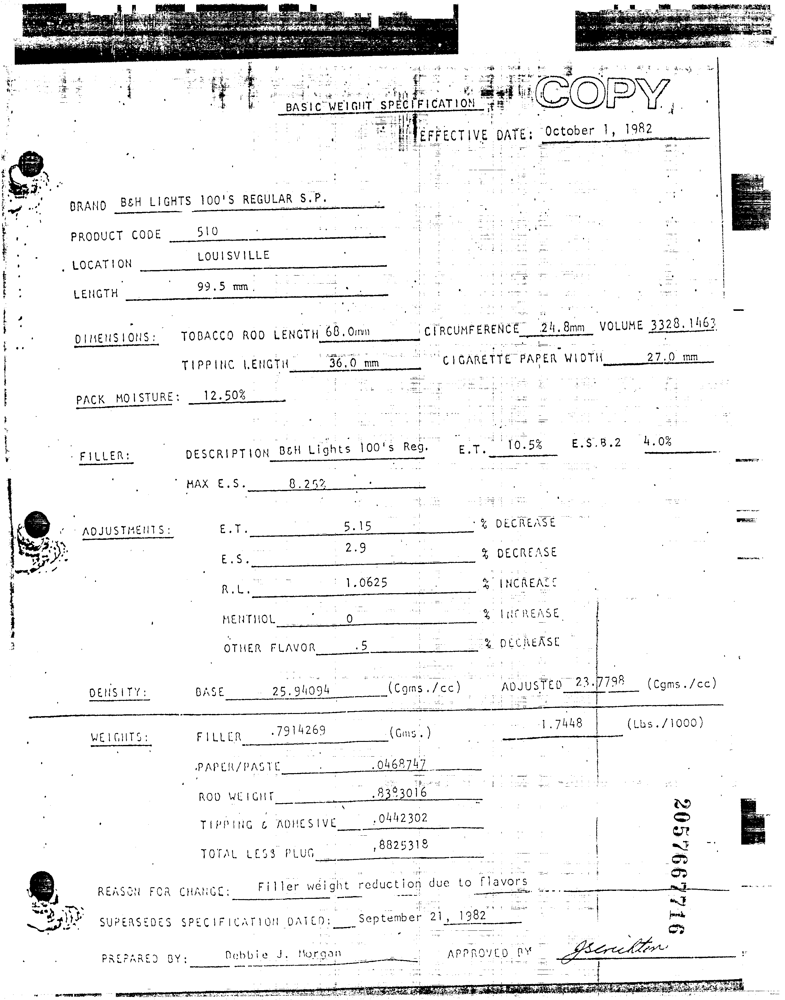 COPY
BASIC WEIGHT SPECIFICATION
EFFECTIVE DATE: October 1, 1982
BRAND B&H LIGHTS 100'S REGULAR S.P.
PRODUCT CODE 510
LOCATION LOUISVILLE
LENGTH 99.5 mm
DIMENSIONS: TOBACCO ROD LENGTH 68.0mm CIRCUMFERENCE 24.8mm VOLUME 3328.1463
TIPPING LENGTH 36.0 mm CIGARETTE PAPER WIDTH 27.0 mm
PACK MOISTURE: 12.50%
FILLER: DESCRIPTION B&H Lights 100's Reg. E.T. 10.5% E.S.B.2 4.0%
MAX E.S. 8.25%
ADJUSTMENTS: E.T. 5.15 % DECREASE
E.S. 2.9 % DECREASE
R.L. 1.0625 % INCREASE
MENTHOL 0 % INCREASE
OTHER FLAVOR .5 % DECREASE
DENSITY: BASE 25.94094 (Cgms./cc) ADJUSTED 23.7798 (Cgms./cc)
WEIGHTS: FILLER .7914269 (Gms.) 1.7448 (Lbs./1000)
PAPER/PASTE .0468747
ROD WEIGHT .8383016
TIPPING & ADHESIVE .0442302
TOTAL LESS PLUG .8825318
REASON FOR CHANGE: Filler weight reduction due to flavors
SUPERSEDES SPECIFICATION DATED: September 21, 1982
PREPARED BY: Debbie J. Morgan APPROVED BY
2057667716